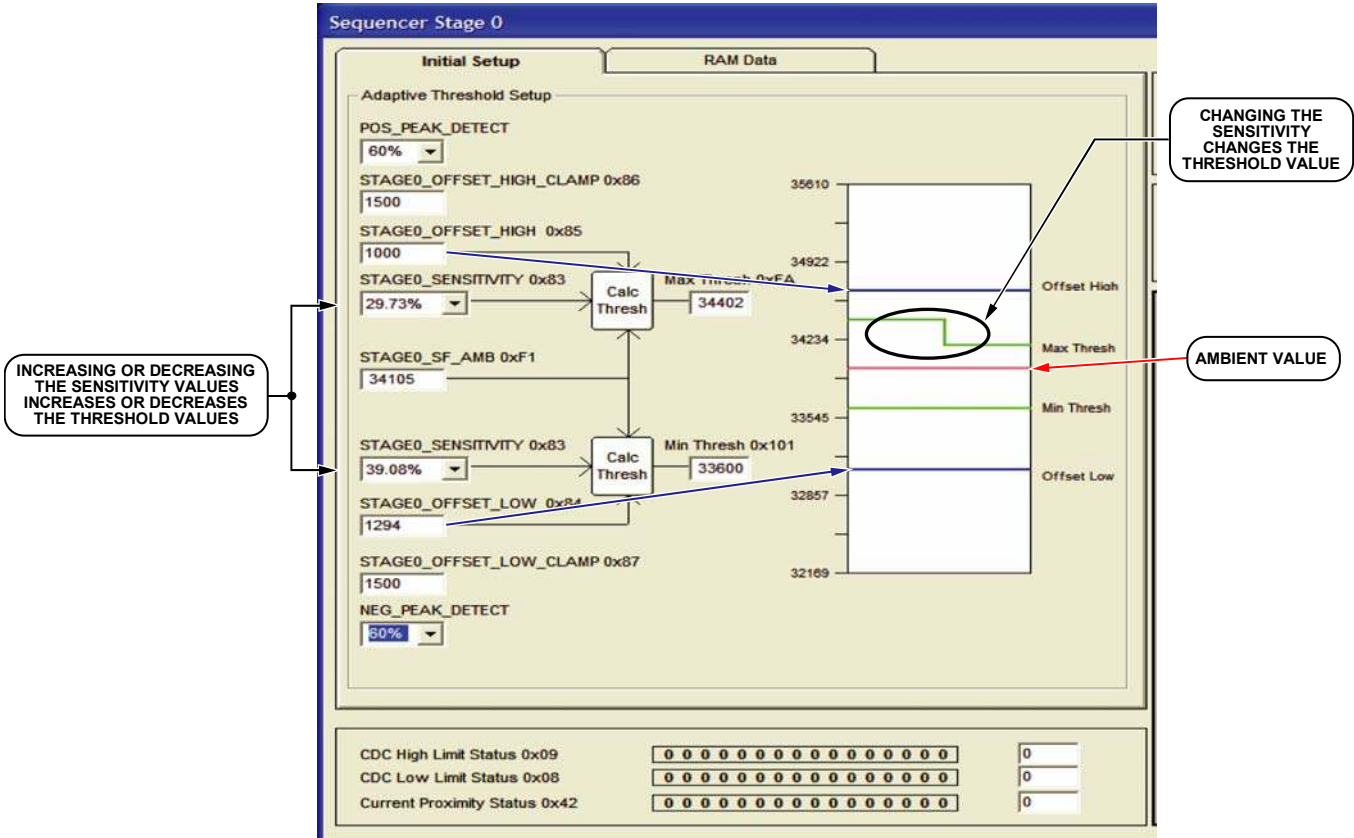 Sequencer Stage 0
Initial Setup
RAM Data
Adaptive Threshold Setup
POS_PEAK_DETECT
60%
STAGE0_OFFSET_HIGH_CLAMP 0x86
1500
STAGE0_OFFSET_HIGH 0x85
1000
STAGE0_SENSITIVITY 0x83
29.73%
Calc
Thresh
Max Thresh 0xFA
34402
STAGE0_SF_AMB 0xF1
34105
STAGE0_SENSITIVITY 0x83
39.08%
Calc
Thresh
Min Thresh 0x101
33600
STAGE0_OFFSET_LOW 0x84
1294
STAGE0_OFFSET_LOW_CLAMP 0x87
1500
NEG_PEAK_DETECT
60%
35610
34922
34234
33545
32857
32169
Offset High
Max Thresh
Min Thresh
Offset Low
CHANGING THE
SENSITIVITY
CHANGES THE
THRESHOLD VALUE
AMBIENT VALUE
INCREASING OR DECREASING
THE SENSITIVITY VALUES
INCREASES OR DECREASES
THE THRESHOLD VALUES
CDC High Limit Status 0x09
0 0 0 0 0 0 0 0 0 0 0 0 0 0 0 0
0
CDC Low Limit Status 0x08
0 0 0 0 0 0 0 0 0 0 0 0 0 0 0 0
0
Current Proximity Status 0x42
0 0 0 0 0 0 0 0 0 0 0 0 0 0 0 0
0